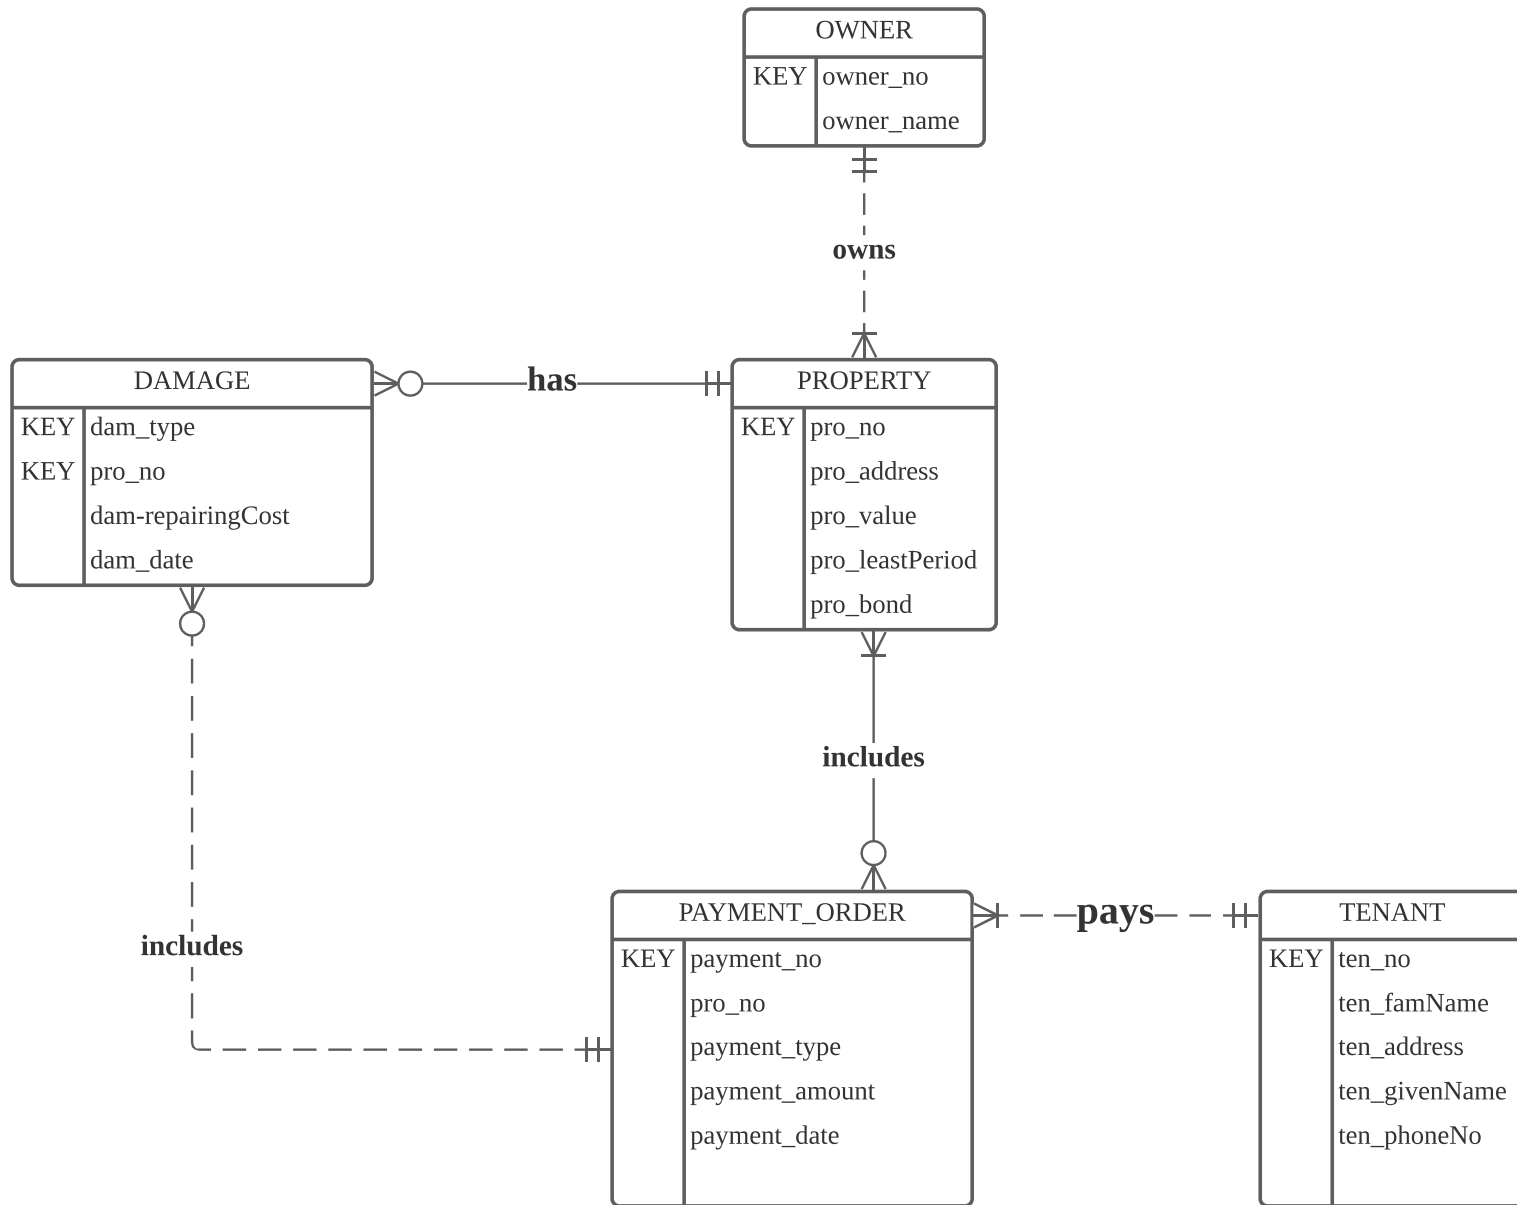 OWNER
KEY owner_no
owner_name
owns
DAMAGE
KEY dam_type
KEY pro_no
dam-repairingCost
dam_date
has
PROPERTY
KEY pro_no
pro_address
pro_value
pro_leastPeriod
pro_bond
includes
includes
PAYMENT_ORDER
KEY payment_no
pro_no
payment_type
payment_amount
payment_date
pays
TENANT
KEY ten_no
ten_famName
ten_address
ten_givenName
ten_phoneNo